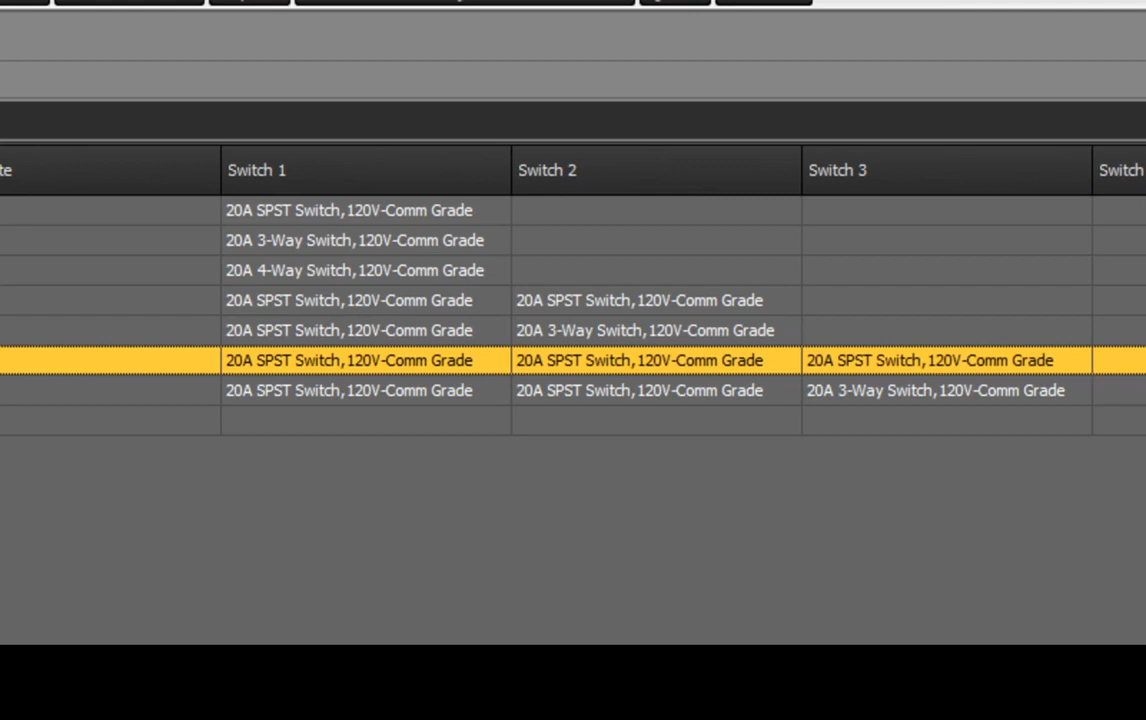 te Switch 1 Switch 2 Switch 3 Switch
20A SPST Switch,120V-Comm Grade
20A 3-Way Switch,120V-Comm Grade
20A 4-Way Switch,120V-Comm Grade
20A SPST Switch,120V-Comm Grade 20A SPST Switch,120V-Comm Grade
20A SPST Switch,120V-Comm Grade 20A 3-Way Switch,120V-Comm Grade
20A SPST Switch,120V-Comm Grade 20A SPST Switch,120V-Comm Grade 20A SPST Switch,120V-Comm Grade
20A SPST Switch,120V-Comm Grade 20A SPST Switch,120V-Comm Grade 20A 3-Way Switch,120V-Comm Grade